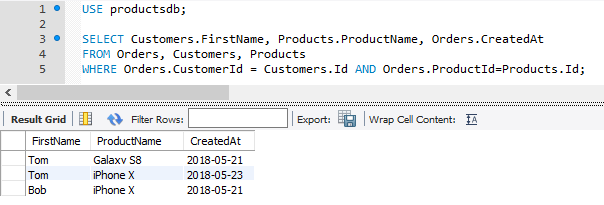 1 USE productsdb;
2
3 SELECT Customers.FirstName, Products.ProductName, Orders.CreatedAt
4 FROM Orders, Customers, Products
5 WHERE Orders.CustomerId = Customers.Id AND Orders.ProductId=Products.Id;
Result Grid Filter Rows: Export: Wrap Cell Content: IA
FirstName ProductName CreatedAt
Tom Galaxy S8 2018-05-21
Tom iPhone X 2018-05-23
Bob iPhone X 2018-05-21